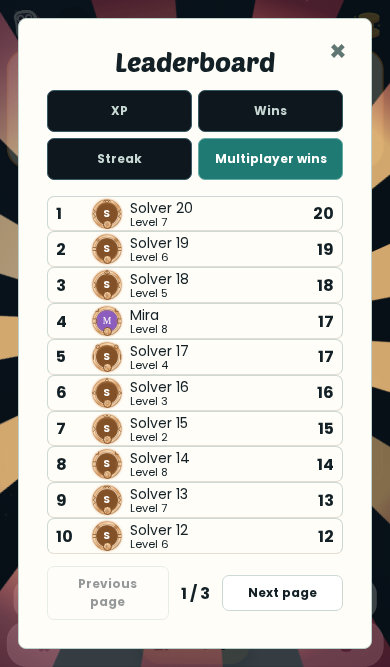 Leaderboard
XP
Wins
Streak
Multiplayer wins
1 S Solver 20 20
Level 7
2 S Solver 19 19
Level 6
3 S Solver 18 18
Level 5
4 M Mira 17
Level 8
5 S Solver 17 17
Level 4
6 S Solver 16 16
Level 3
7 S Solver 15 15
Level 2
8 S Solver 14 14
Level 8
9 S Solver 13 13
Level 7
10 S Solver 12 12
Level 6
Previous
page
1 / 3
Next page